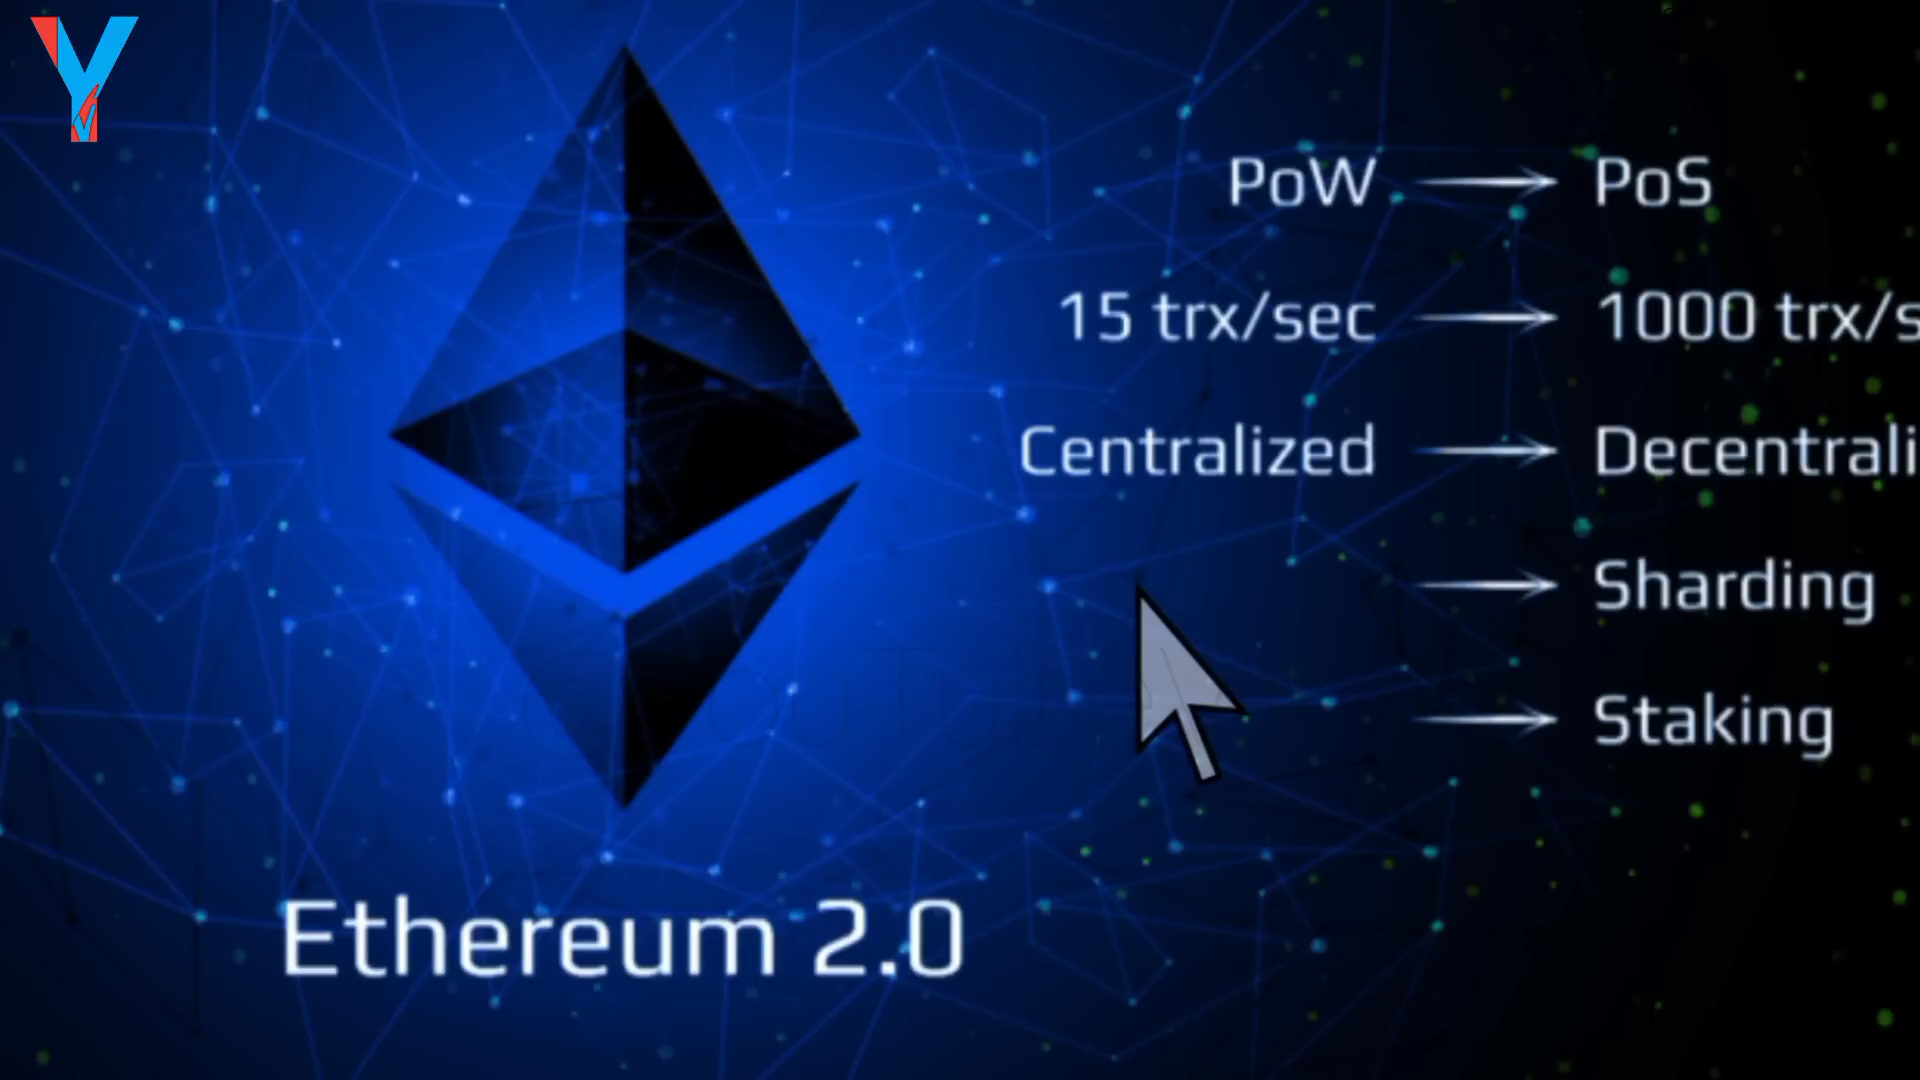 PoW → PoS
15 trx/sec → 1000 trx/s
Centralized → Decentrali
→ Sharding
→ Staking
Ethereum 2.0